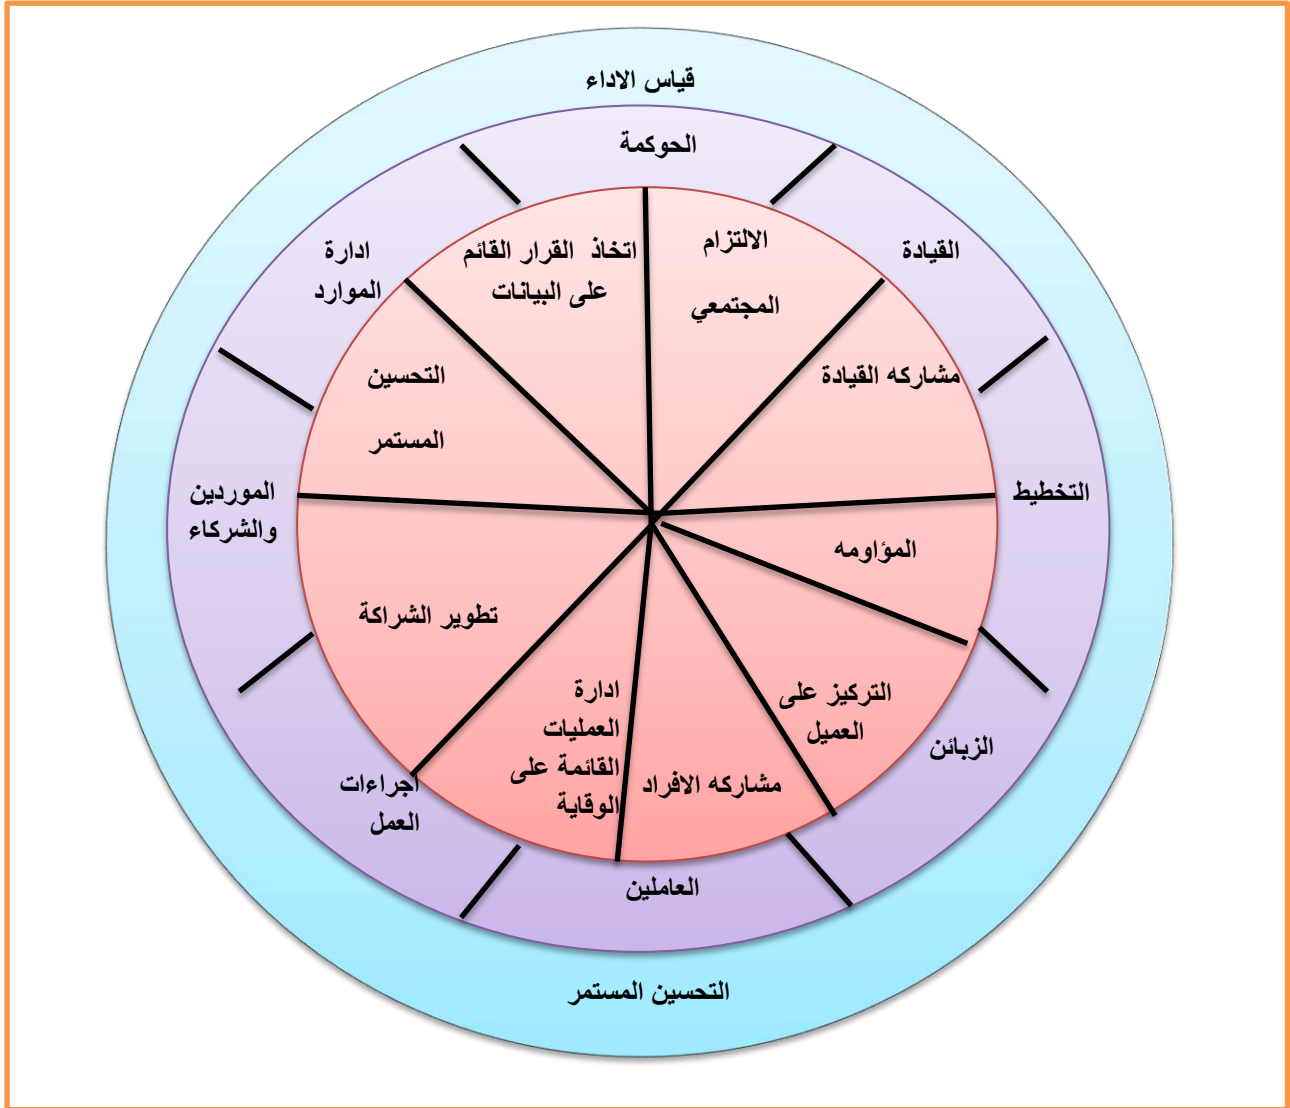 قياس الاداء
الحوكمة
القيادة
التخطيط
الزبائن
العاملين
اجراءات
العمل
الموردين
والشركاء
ادارة
الموارد
الالتزام
المجتمعي
مشاركه القيادة
المؤاومه
التركيز على
العميل
مشاركه الافراد
ادارة
العمليات
القائمة على
الوقاية
تطوير الشراكة
التحسين
المستمر
اتخاذ القرار القائم
على البيانات
التحسين المستمر